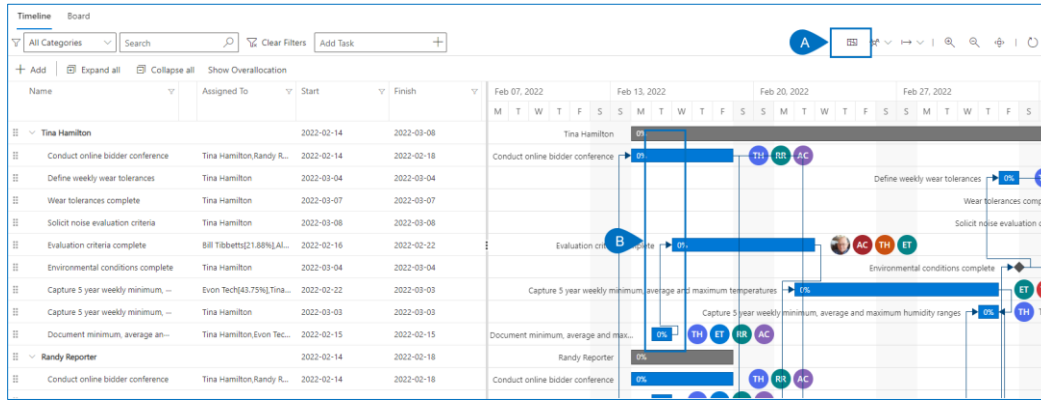 Timeline Board
All Categories Search Clear Filters Add Task A
+ Add Expand all Collapse all Show Overallocation
Name Assigned To Start Finish Feb 07, 2022 Feb 13, 2022 Feb 20, 2022 Feb 27, 2022
M T W T F S S M T W T F S S M T W T F S S M T W T F S
Tina Hamilton 2022-02-14 2022-03-08 Tina Hamilton 0%
Conduct online bidder conference Tina Hamilton,Randy R... 2022-02-14 2022-02-18 Conduct online bidder conference 0% TH RR AC
Define weekly wear tolerances Tina Hamilton 2022-03-04 2022-03-04 Define weekly wear tolerances 0%
Wear tolerances complete Tina Hamilton 2022-03-07 2022-03-07 Wear tolerances comp
Solicit noise evaluation criteria Tina Hamilton 2022-03-08 2022-03-08 Solicit noise evaluation c
Evaluation criteria complete Bill Tibbetts[21.88%],Al... 2022-02-16 2022-02-22 B 0% AC TH ET
Environmental conditions complete Tina Hamilton 2022-03-04 2022-03-04 Environmental conditions complete
Capture 5 year weekly minimum, ... Evon Tech[43.75%],Tina... 2022-02-22 2022-03-03 Capture 5 year weekly minimum, average and maximum temperatures 0% ET
Capture 5 year weekly minimum, ... Tina Hamilton 2022-03-03 2022-03-03 Capture 5 year weekly minimum, average and maximum humidity ranges 0% TH
Document minimum, average an... Tina Hamilton,Evon Tec... 2022-02-15 2022-02-15 Document minimum, average and max... 0% TH ET RR AC
Randy Reporter 2022-02-14 2022-02-18 Randy Reporter 0%
Conduct online bidder conference Tina Hamilton,Randy R... 2022-02-14 2022-02-18 Conduct online bidder conference 0% TH RR AC